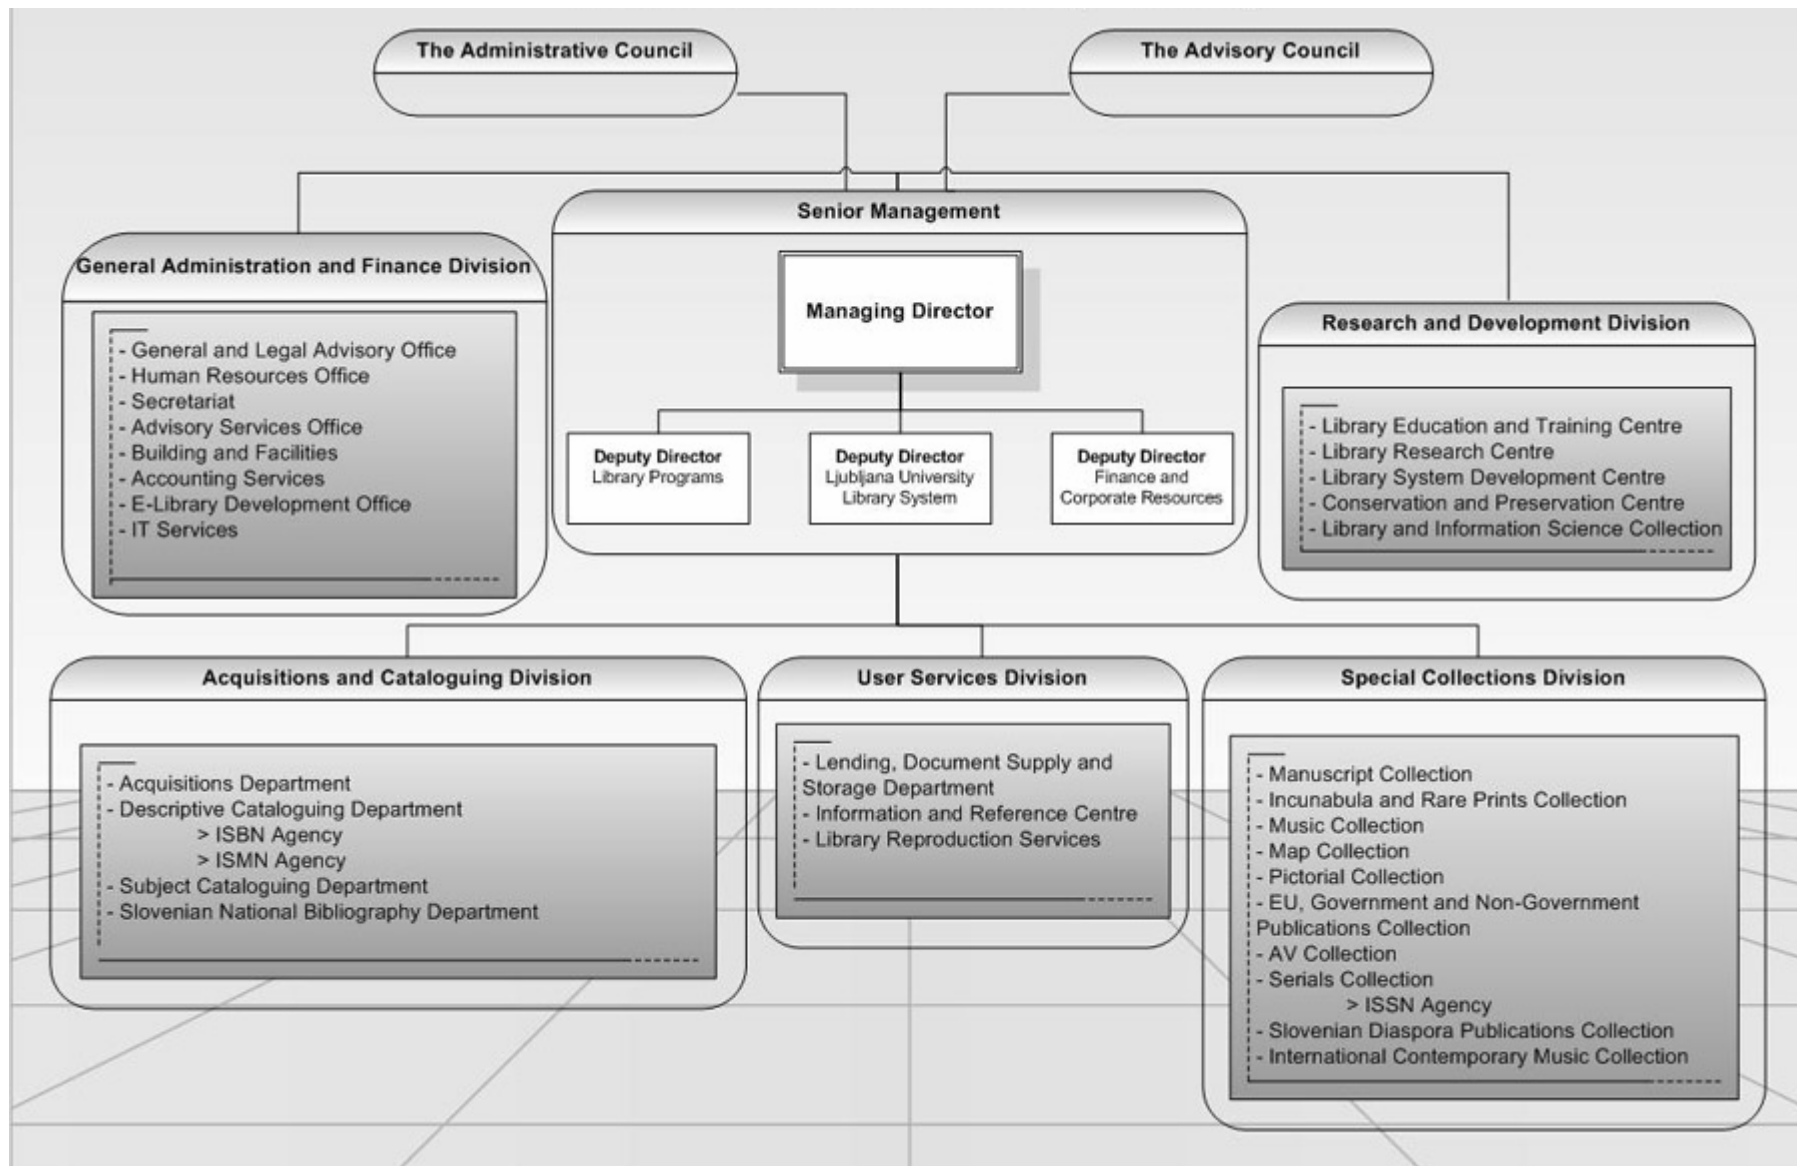 The Administrative Council
The Advisory Council
Senior Management
Managing Director
Deputy Director
Library Programs
Deputy Director
Ljubljana University
Library System
Deputy Director
Finance and
Corporate Resources
General Administration and Finance Division
- General and Legal Advisory Office
- Human Resources Office
- Secretariat
- Advisory Services Office
- Building and Facilities
- Accounting Services
- E-Library Development Office
- IT Services
Research and Development Division
- Library Education and Training Centre
- Library Research Centre
- Library System Development Centre
- Conservation and Preservation Centre
- Library and Information Science Collection
Acquisitions and Cataloguing Division
- Acquisitions Department
- Descriptive Cataloguing Department
> ISBN Agency
> ISMN Agency
- Subject Cataloguing Department
- Slovenian National Bibliography Department
User Services Division
- Lending, Document Supply and
Storage Department
- Information and Reference Centre
- Library Reproduction Services
Special Collections Division
- Manuscript Collection
- Incunabula and Rare Prints Collection
- Music Collection
- Map Collection
- Pictorial Collection
- EU, Government and Non-Government
Publications Collection
- AV Collection
- Serials Collection
> ISSN Agency
- Slovenian Diaspora Publications Collection
- International Contemporary Music Collection